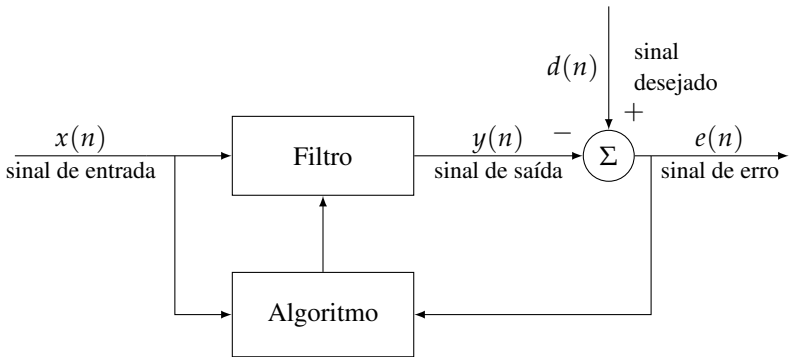 d(n)
sinal
desejado
+
x(n)
sinal de entrada
Filtro
y(n)
sinal de saída
−
Σ
e(n)
sinal de erro
Algoritmo